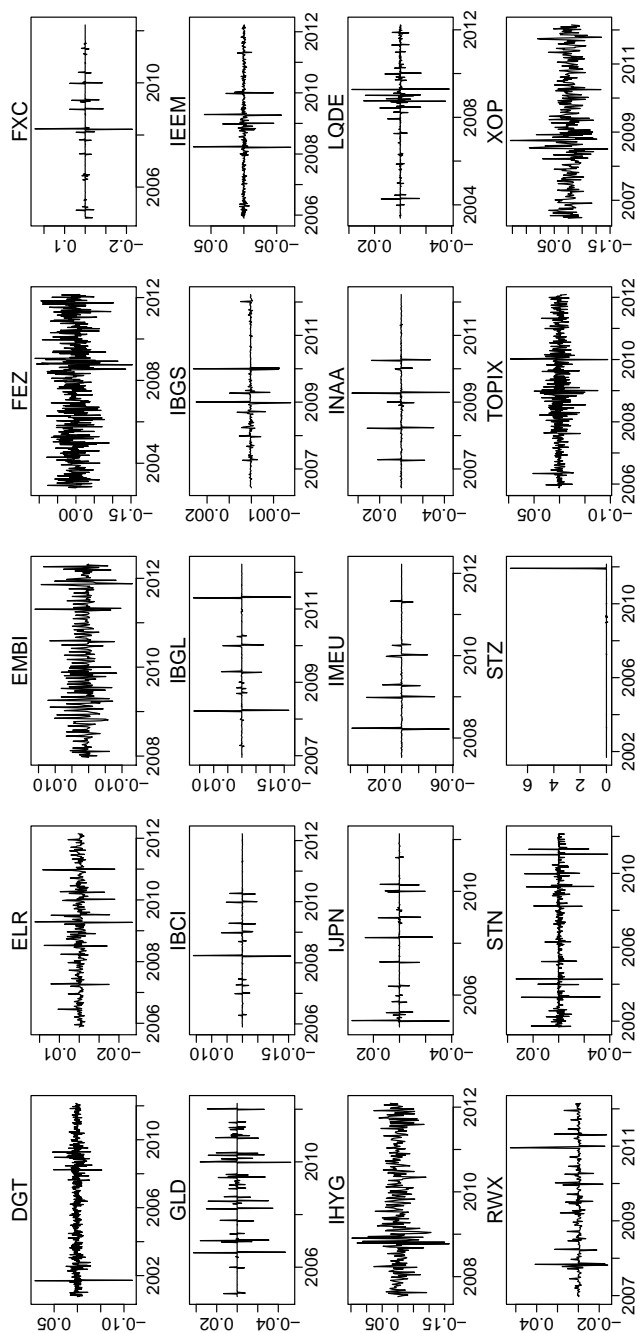 DGT
−0.10 0.05
2002 2006 2010
ELR
−0.02 0.01
2006 2008 2010 2012
EMBI
−0.010 0.010
2008 2010 2012
FEZ
−0.15 0.00
2004 2008 2012
FXC
−0.2 0.1
2006 2010
GLD
−0.04 0.02
2006 2010
IBCI
−0.015 0.010
2006 2008 2010
IBGL
−0.015 0.010
2007 2009 2011
IBGS
−0.001 0.002
2007 2009 2011
IEEM
−0.05 0.05
2006 2008 2010 2012
IHYG
−0.15 0.05
2008 2010 2012
IJPN
−0.04 0.02
2006 2010
IMEU
−0.06 0.02
2008 2010 2012
INAA
−0.04 0.02
2007 2009 2011
LQDE
−0.04 0.02
2004 2008 2012
RWX
−0.02 0.04
2007 2009 2011
STN
−0.04 0.02
2002 2006 2010
STZ
0 2 4 6
2002 2006 2010
TOPIX
−0.10 0.05
2006 2008 2010 2012
XOP
−0.15 0.05
2008 2010 2012